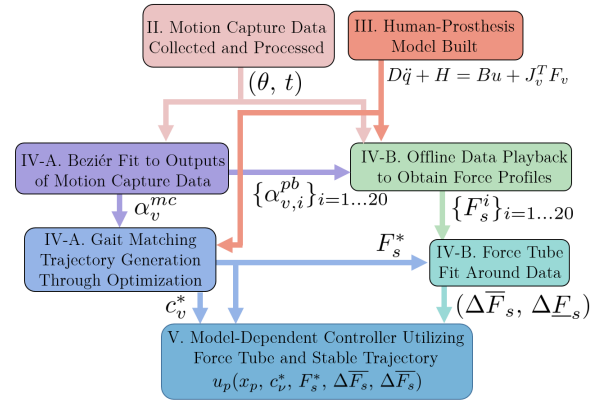 II. Motion Capture Data
Collected and Processed
III. Human-Prosthesis
Model Built
(θ, t)
Dq̈ + H = Bu + J_v^T F_v
IV-A. Beziér Fit to Outputs
of Motion Capture Data
IV-B. Offline Data Playback
to Obtain Force Profiles
α_v^{mc}
{α_{v,i}^{pb}}_{i=1...20}
{F_s^i}_{i=1...20}
IV-A. Gait Matching
Trajectory Generation
Through Optimization
F_s^*
IV-B. Force Tube
Fit Around Data
c_v^*
(Δ\overline{F}_s, Δ\underline{F}_s)
V. Model-Dependent Controller Utilizing
Force Tube and Stable Trajectory
u_p(x_p, c_ν^*, F_s^*, Δ\overline{F_s}, Δ\overline{F_s})